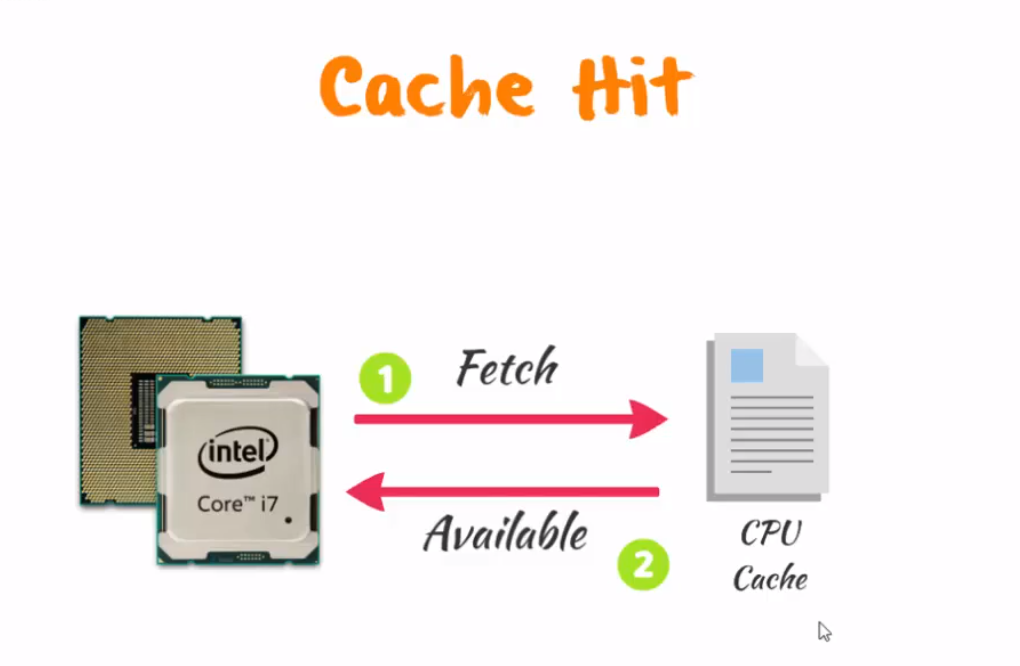 Cache Hit
1
Fetch
intel
Core™ i7
Available
2
CPU
Cache